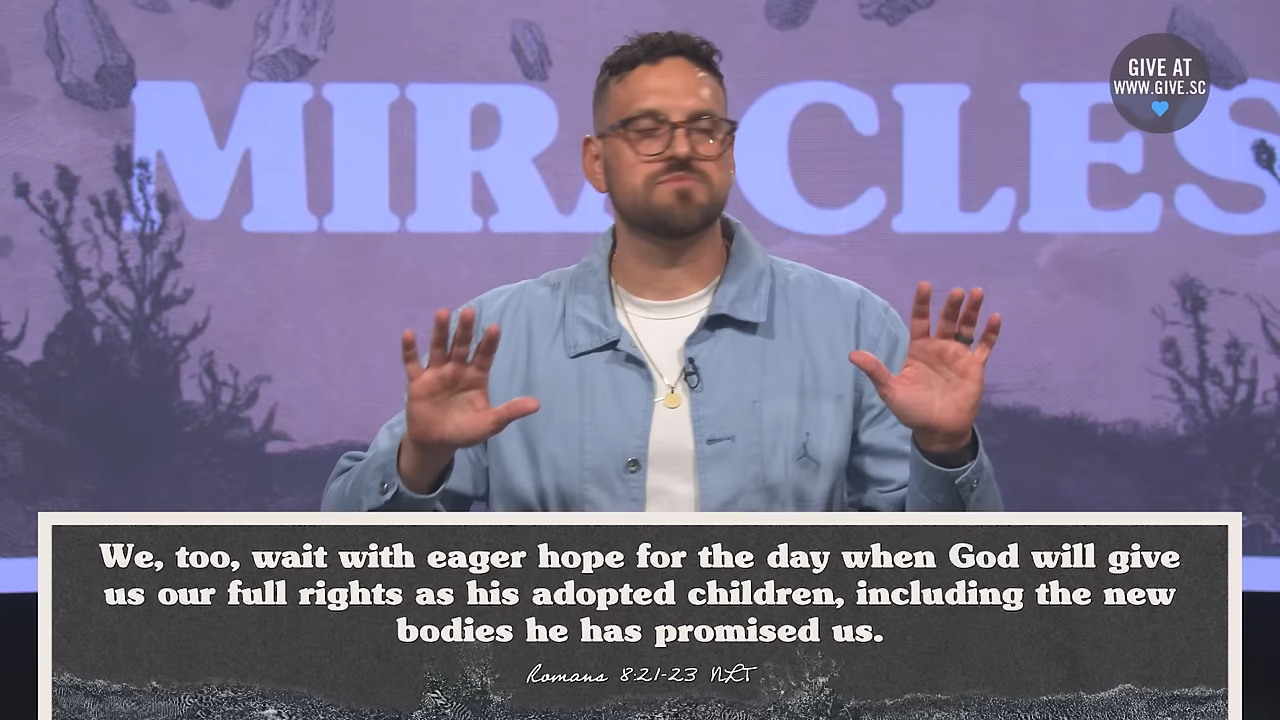 MIRACLES
GIVE AT
WWW.GIVE.SC
We, too, wait with eager hope for the day when God will give
us our full rights as his adopted children, including the new
bodies he has promised us.
Romans 8:21-23 NLT